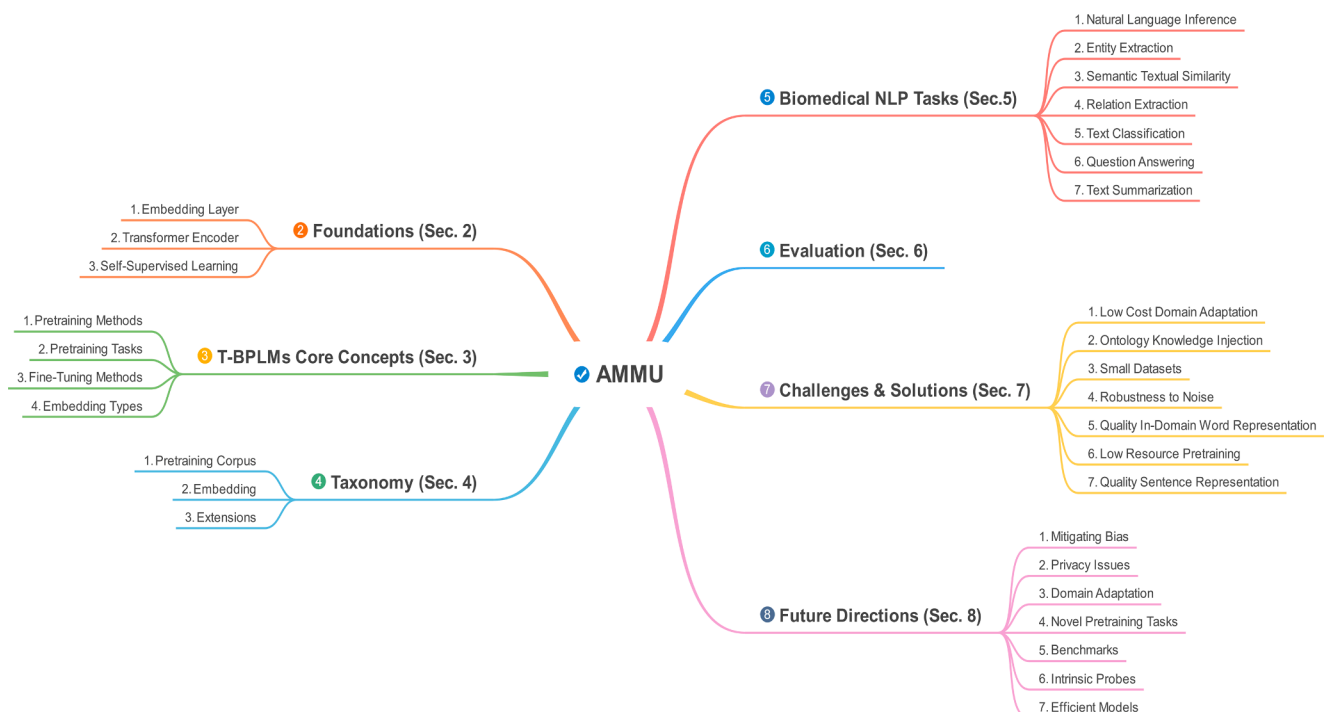 AMMU
2 Foundations (Sec. 2)
1. Embedding Layer
2. Transformer Encoder
3. Self-Supervised Learning
3 T-BPLMs Core Concepts (Sec. 3)
1. Pretraining Methods
2. Pretraining Tasks
3. Fine-Tuning Methods
4. Embedding Types
4 Taxonomy (Sec. 4)
1. Pretraining Corpus
2. Embedding
3. Extensions
5 Biomedical NLP Tasks (Sec.5)
1. Natural Language Inference
2. Entity Extraction
3. Semantic Textual Similarity
4. Relation Extraction
5. Text Classification
6. Question Answering
7. Text Summarization
6 Evaluation (Sec. 6)
7 Challenges & Solutions (Sec. 7)
1. Low Cost Domain Adaptation
2. Ontology Knowledge Injection
3. Small Datasets
4. Robustness to Noise
5. Quality In-Domain Word Representation
6. Low Resource Pretraining
7. Quality Sentence Representation
8 Future Directions (Sec. 8)
1. Mitigating Bias
2. Privacy Issues
3. Domain Adaptation
4. Novel Pretraining Tasks
5. Benchmarks
6. Intrinsic Probes
7. Efficient Models